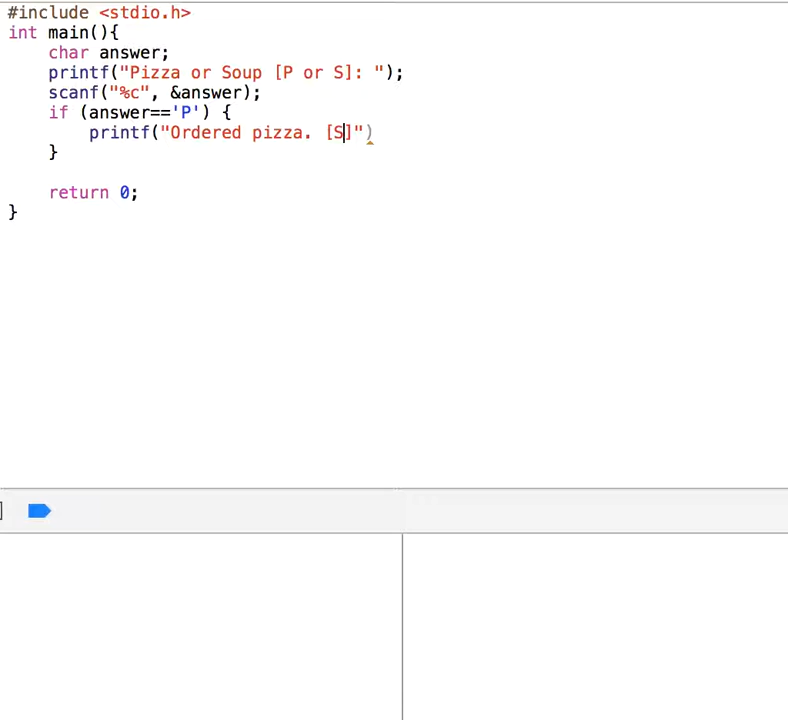 #include <stdio.h>
int main(){
    char answer;
    printf("Pizza or Soup [P or S]: ");
    scanf("%c", &answer);
    if (answer=='P') {
        printf("Ordered pizza. [S]")
    }

    return 0;
}